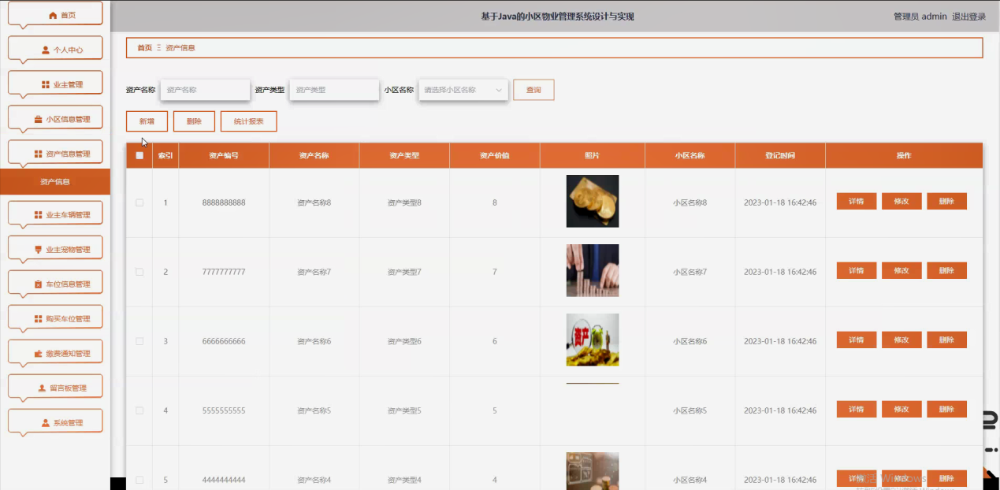 首页
基于Java的小区物业管理系统设计与实现
管理员 admin 退出登录
个人中心
业主管理
小区信息管理
资产信息管理
资产信息
业主车辆管理
业主宠物管理
车位信息管理
购买车位管理
缴费通知管理
留言板管理
系统管理
首页 Ξ 资产信息
资产名称 资产名称 资产类型 资产类型 小区名称 请选择小区名称 查询
新增 删除 统计报表
索引 资产编号 资产名称 资产类型 资产价值 照片 小区名称 登记时间 操作
1 8888888888 资产名称8 资产类型8 8 小区名称8 2023-01-18 16:42:46 详情 修改 删除
2 7777777777 资产名称7 资产类型7 7 小区名称7 2023-01-18 16:42:46 详情 修改 删除
3 6666666666 资产名称6 资产类型6 6 资产 小区名称6 2023-01-18 16:42:46 详情 修改 删除
4 5555555555 资产名称5 资产类型5 5 小区名称5 2023-01-18 16:42:46 详情 修改 删除
5 4444444444 资产名称4 资产类型4 4 小区名称4 2023-01-18 16:42:46 详情 修改 删除
激活 Windows